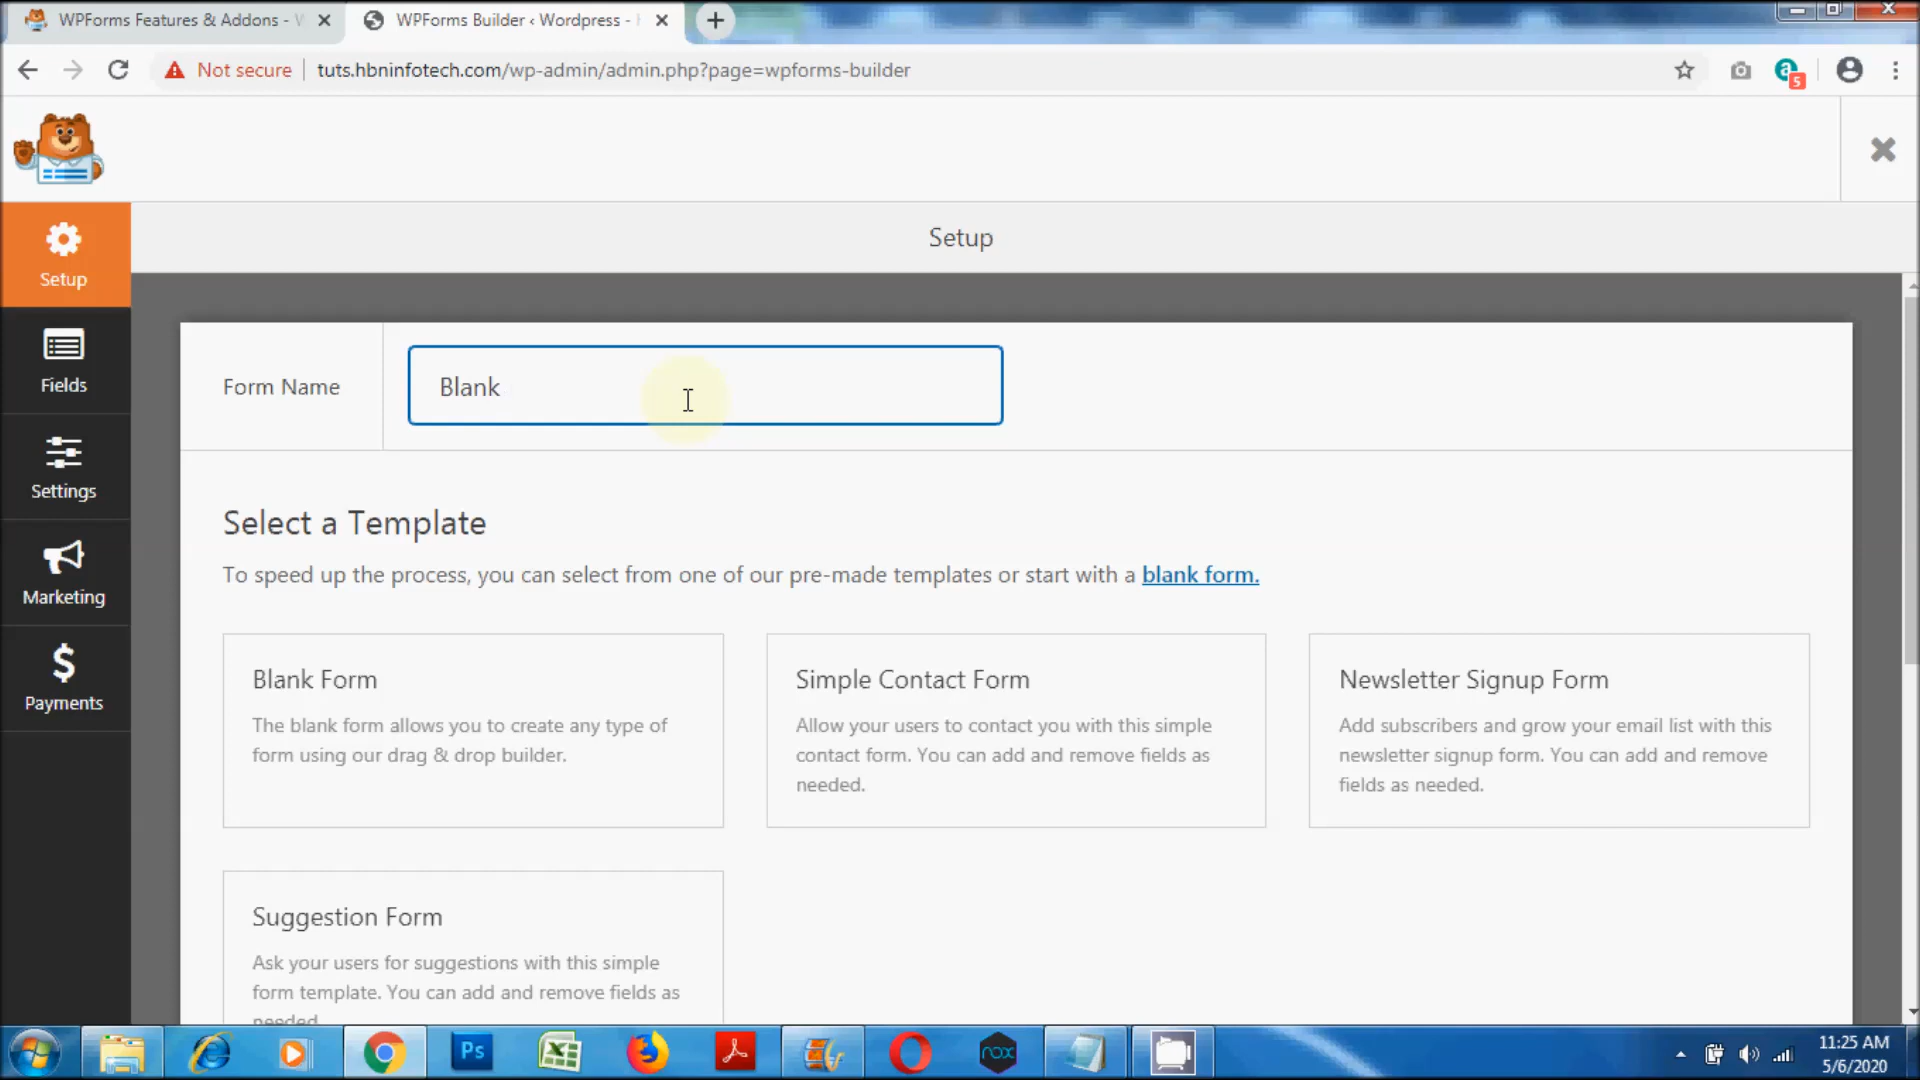 WPForms Features & Addons - W
WPForms Builder ‹ Wordpress -
Not secure
tuts.hbninfotech.com/wp-admin/admin.php?page=wpforms-builder
a
5
Setup
Setup
Fields
Settings
Marketing
$
Payments
Form Name
Blank
Select a Template
To speed up the process, you can select from one of our pre-made templates or start with a blank form.
Blank Form
The blank form allows you to create any type of
form using our drag & drop builder.
Simple Contact Form
Allow your users to contact you with this simple
contact form. You can add and remove fields as
needed.
Newsletter Signup Form
Add subscribers and grow your email list with this
newsletter signup form. You can add and remove
fields as needed.
Suggestion Form
Ask your users for suggestions with this simple
form template. You can add and remove fields as
needed.
Ps
nox
11:25 AM
5/6/2020